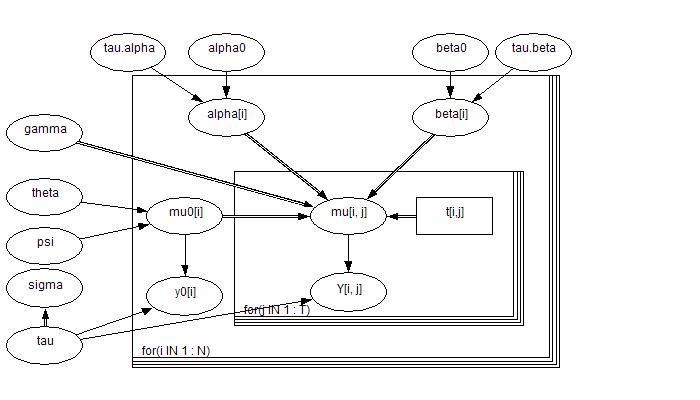 tau.alpha
alpha0
beta0
tau.beta
alpha[i]
beta[i]
gamma
theta
mu0[i]
mu[i, j]
t[i,j]
psi
sigma
y0[i]
Y[i, j]
for(j IN 1 : T)
tau
for(i IN 1 : N)